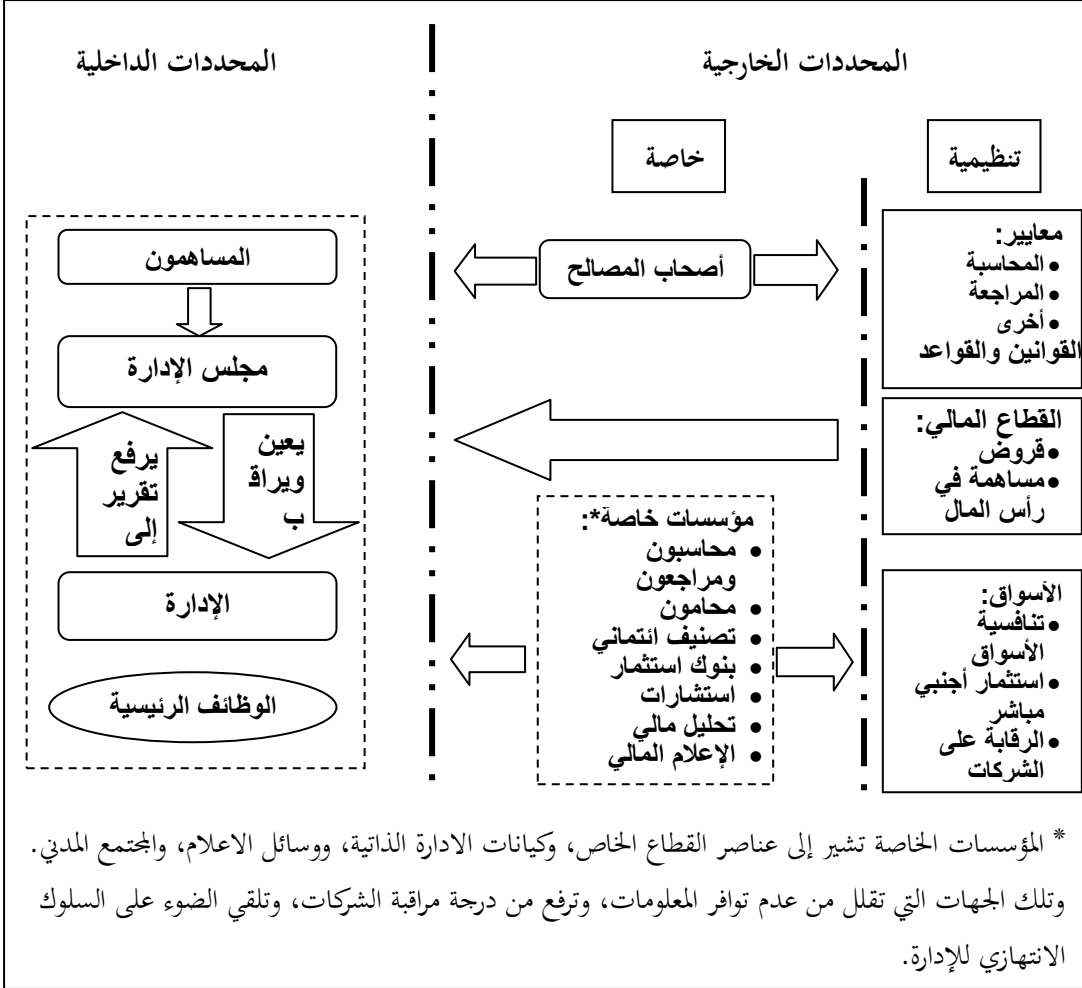 المحددات الخارجية
المحددات الداخلية
تنظيمية
خاصة
معايير:
● المحاسبة
● المراجعة
● أخرى
القوانين والقواعد
أصحاب المصالح
المساهمون
مجلس الإدارة
يعين
ويراق
ب
يرفع
تقرير
إلى
الإدارة
الوظائف الرئيسية
القطاع المالي:
● قروض
● مساهمة في
رأس المال
مؤسسات خاصة*:
● محاسبون
ومراجعون
● محامون
● تصنيف ائتماني
● بنوك استثمار
● استشارات
● تحليل مالي
● الإعلام المالي
الأسواق:
● تنافسية
الأسواق
● استثمار أجنبي
مباشر
● الرقابة على
الشركات
* المؤسسات الخاصة تشير إلى عناصر القطاع الخاص، وكيانات الادارة الذاتية، ووسائل الاعلام، والمجتمع المدني.
وتلك الجهات التي تقلل من عدم توافر المعلومات، وترفع من درجة مراقبة الشركات، وتلقي الضوء على السلوك
الانتهازي للإدارة.